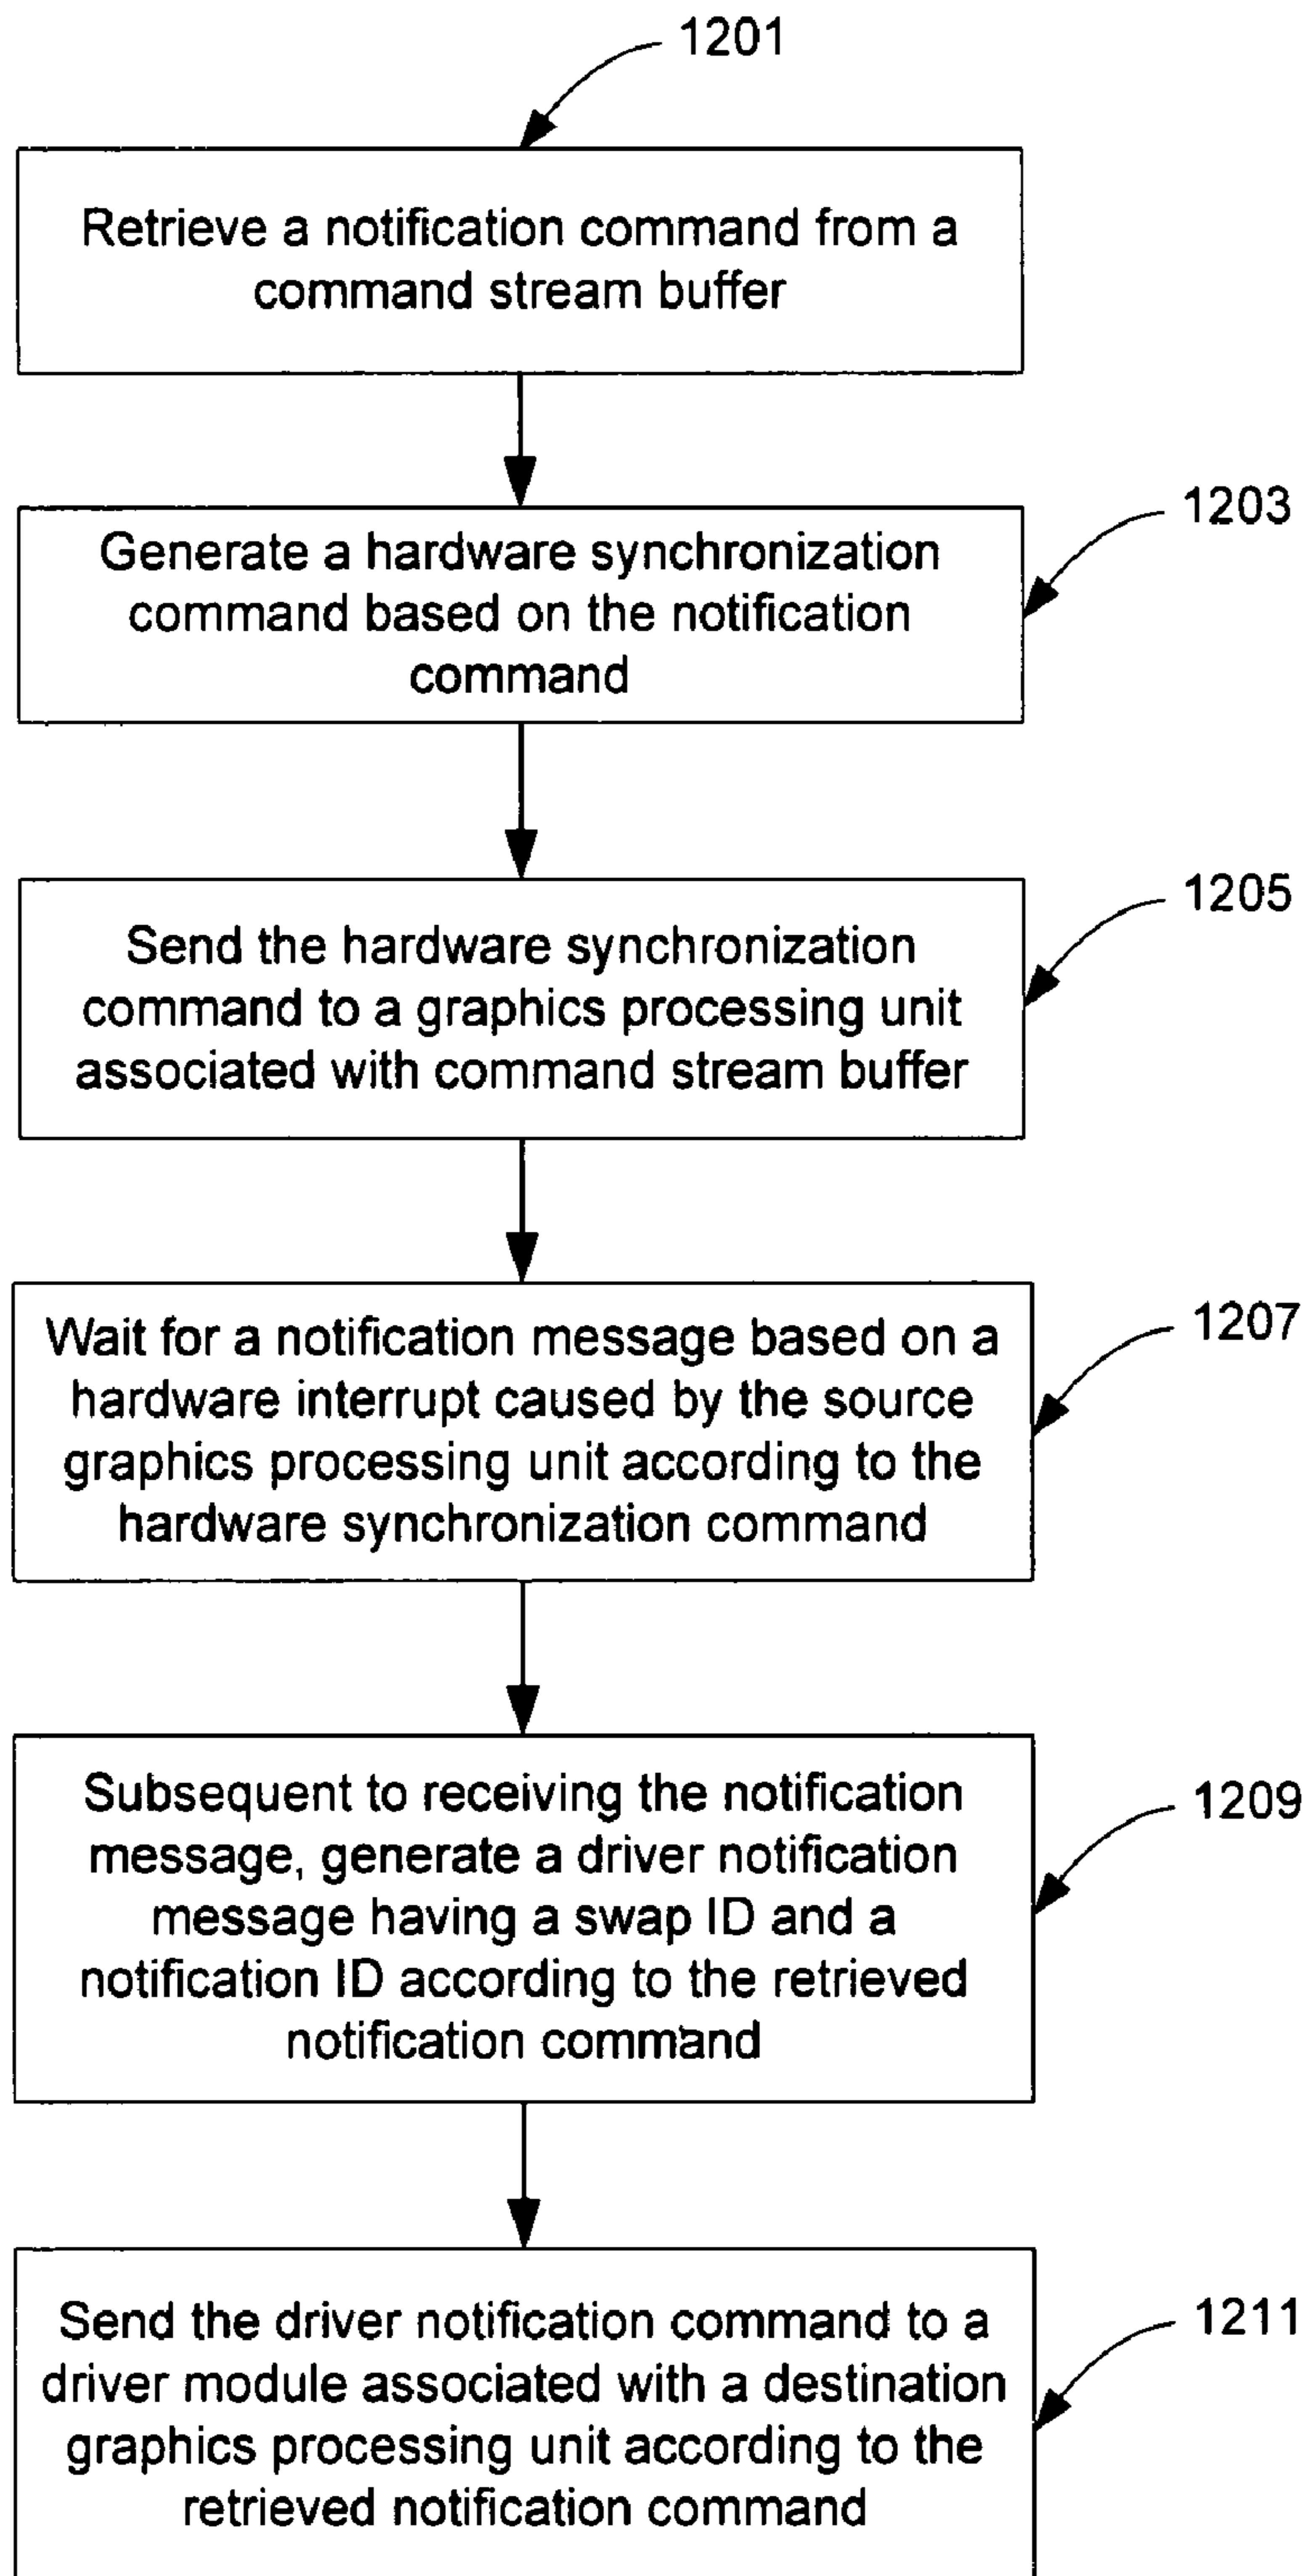 1201
Retrieve a notification command from a
command stream buffer
1203
Generate a hardware synchronization
command based on the notification
command
1205
Send the hardware synchronization
command to a graphics processing unit
associated with command stream buffer
1207
Wait for a notification message based on a
hardware interrupt caused by the source
graphics processing unit according to the
hardware synchronization command
1209
Subsequent to receiving the notification
message, generate a driver notification
message having a swap ID and a
notification ID according to the retrieved
notification command
1211
Send the driver notification command to a
driver module associated with a destination
graphics processing unit according to the
retrieved notification command